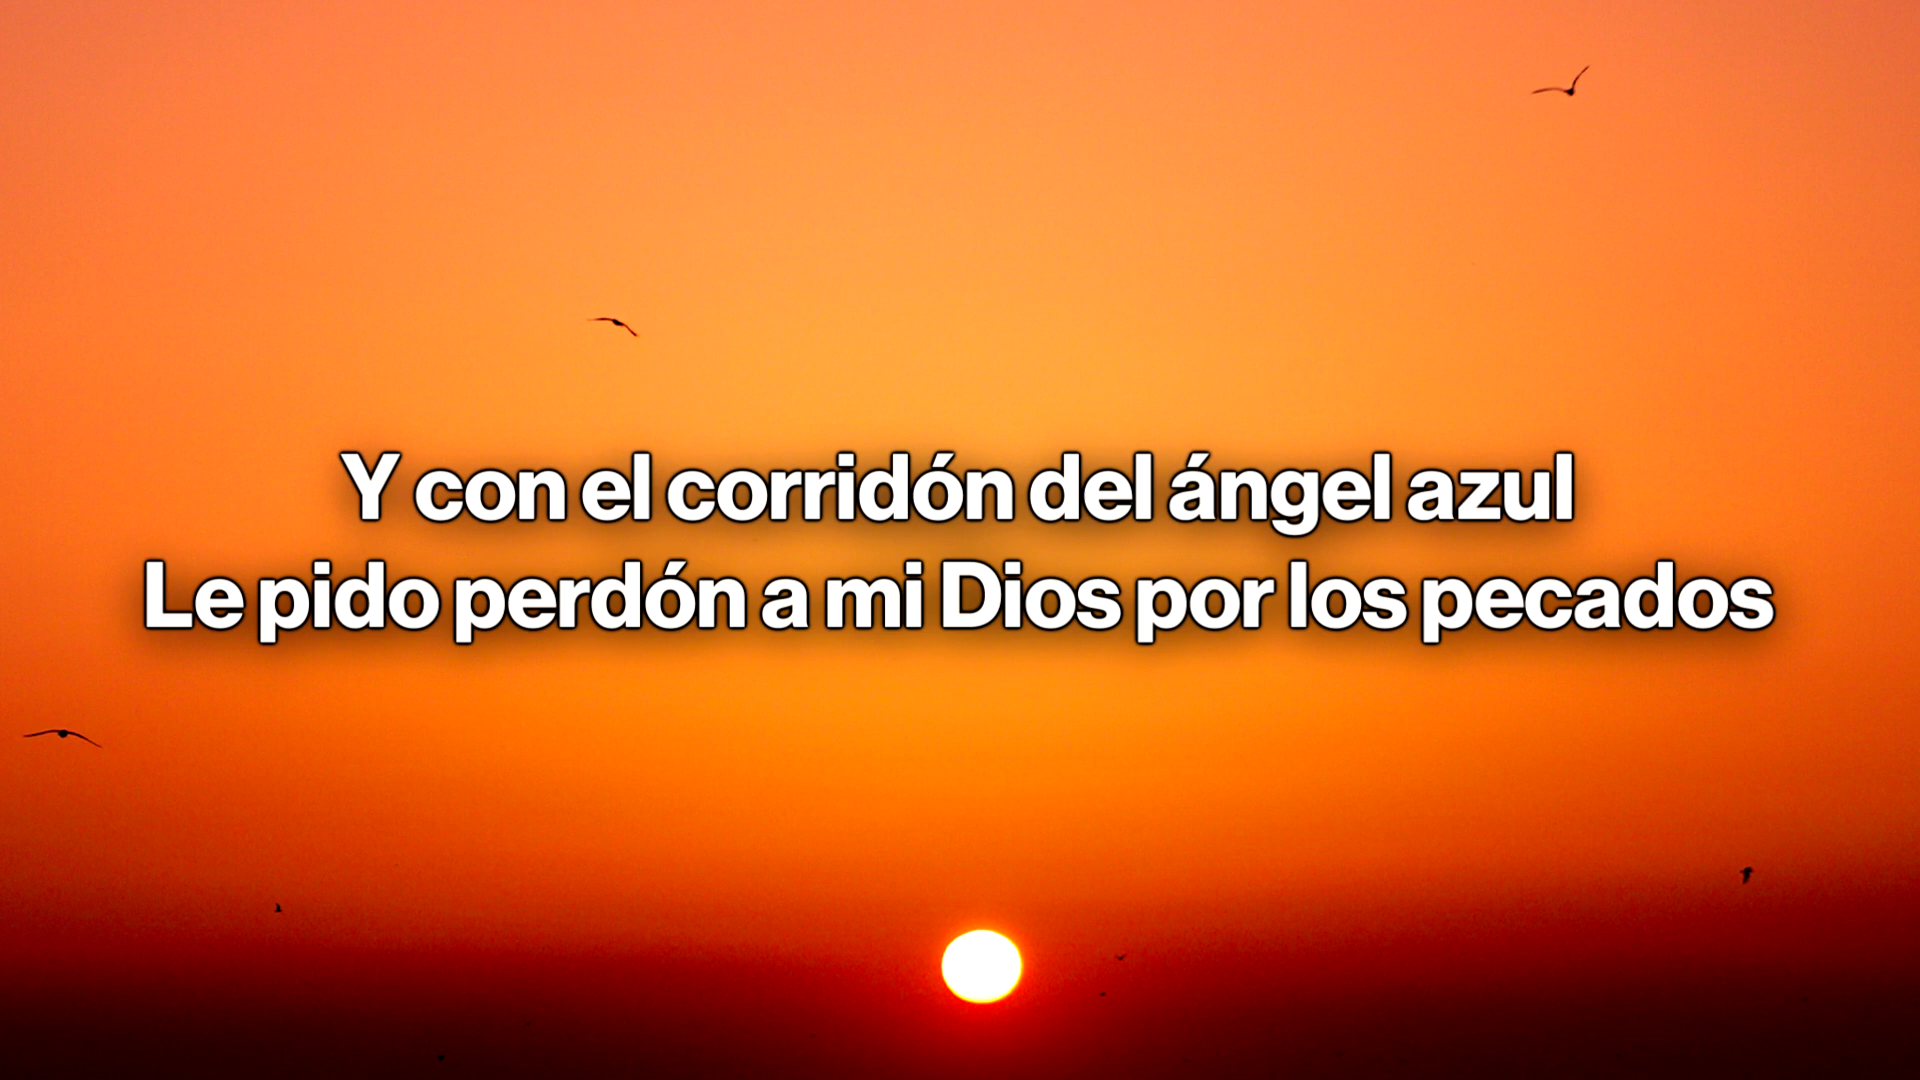 Y con el corridón del ángel azul
Le pido perdón a mi Dios por los pecados